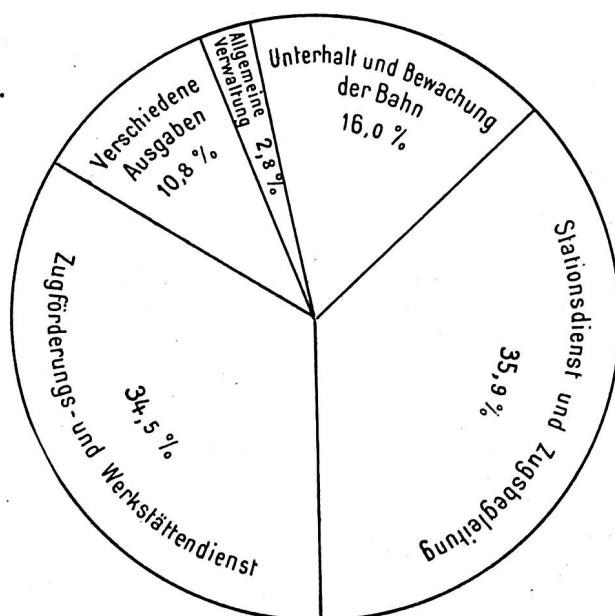 Allgemeine
Verwaltung
2,8 %
Unterhalt und Bewachung
der Bahn
16,0 %
Stationsdienst und Zugsbegleitung
35,9 %
Zugförderungs- und Werkstättendienst
34,5 %
Verschiedene
Ausgaben
10,8 %